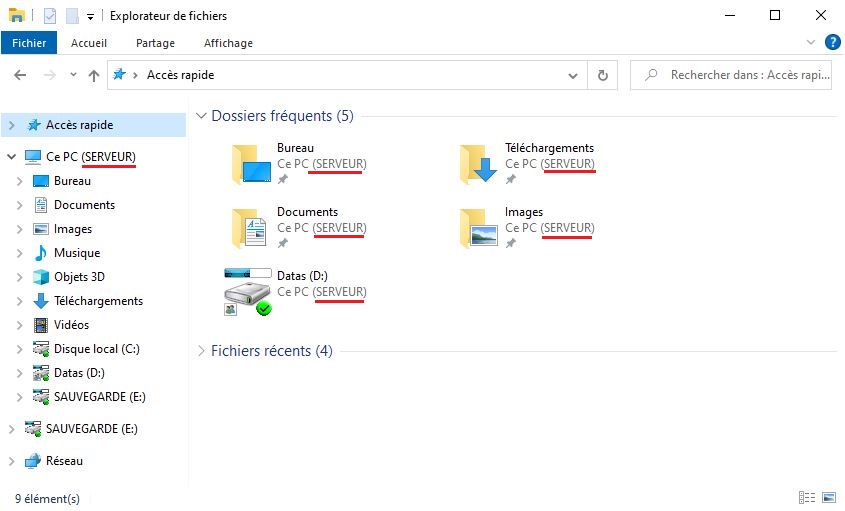 Explorateur de fichiers
Fichier Accueil Partage Affichage
Accès rapide
Rechercher dans : Accès rapi...
Accès rapide
Ce PC (SERVEUR)
Bureau
Documents
Images
Musique
Objets 3D
Téléchargements
Vidéos
Disque local (C:)
Datas (D:)
SAUVEGARDE (E:)
SAUVEGARDE (E:)
Réseau
Dossiers fréquents (5)
Bureau
Ce PC (SERVEUR)
Téléchargements
Ce PC (SERVEUR)
Documents
Ce PC (SERVEUR)
Images
Ce PC (SERVEUR)
Datas (D:)
Ce PC (SERVEUR)
Fichiers récents (4)
9 élément(s)